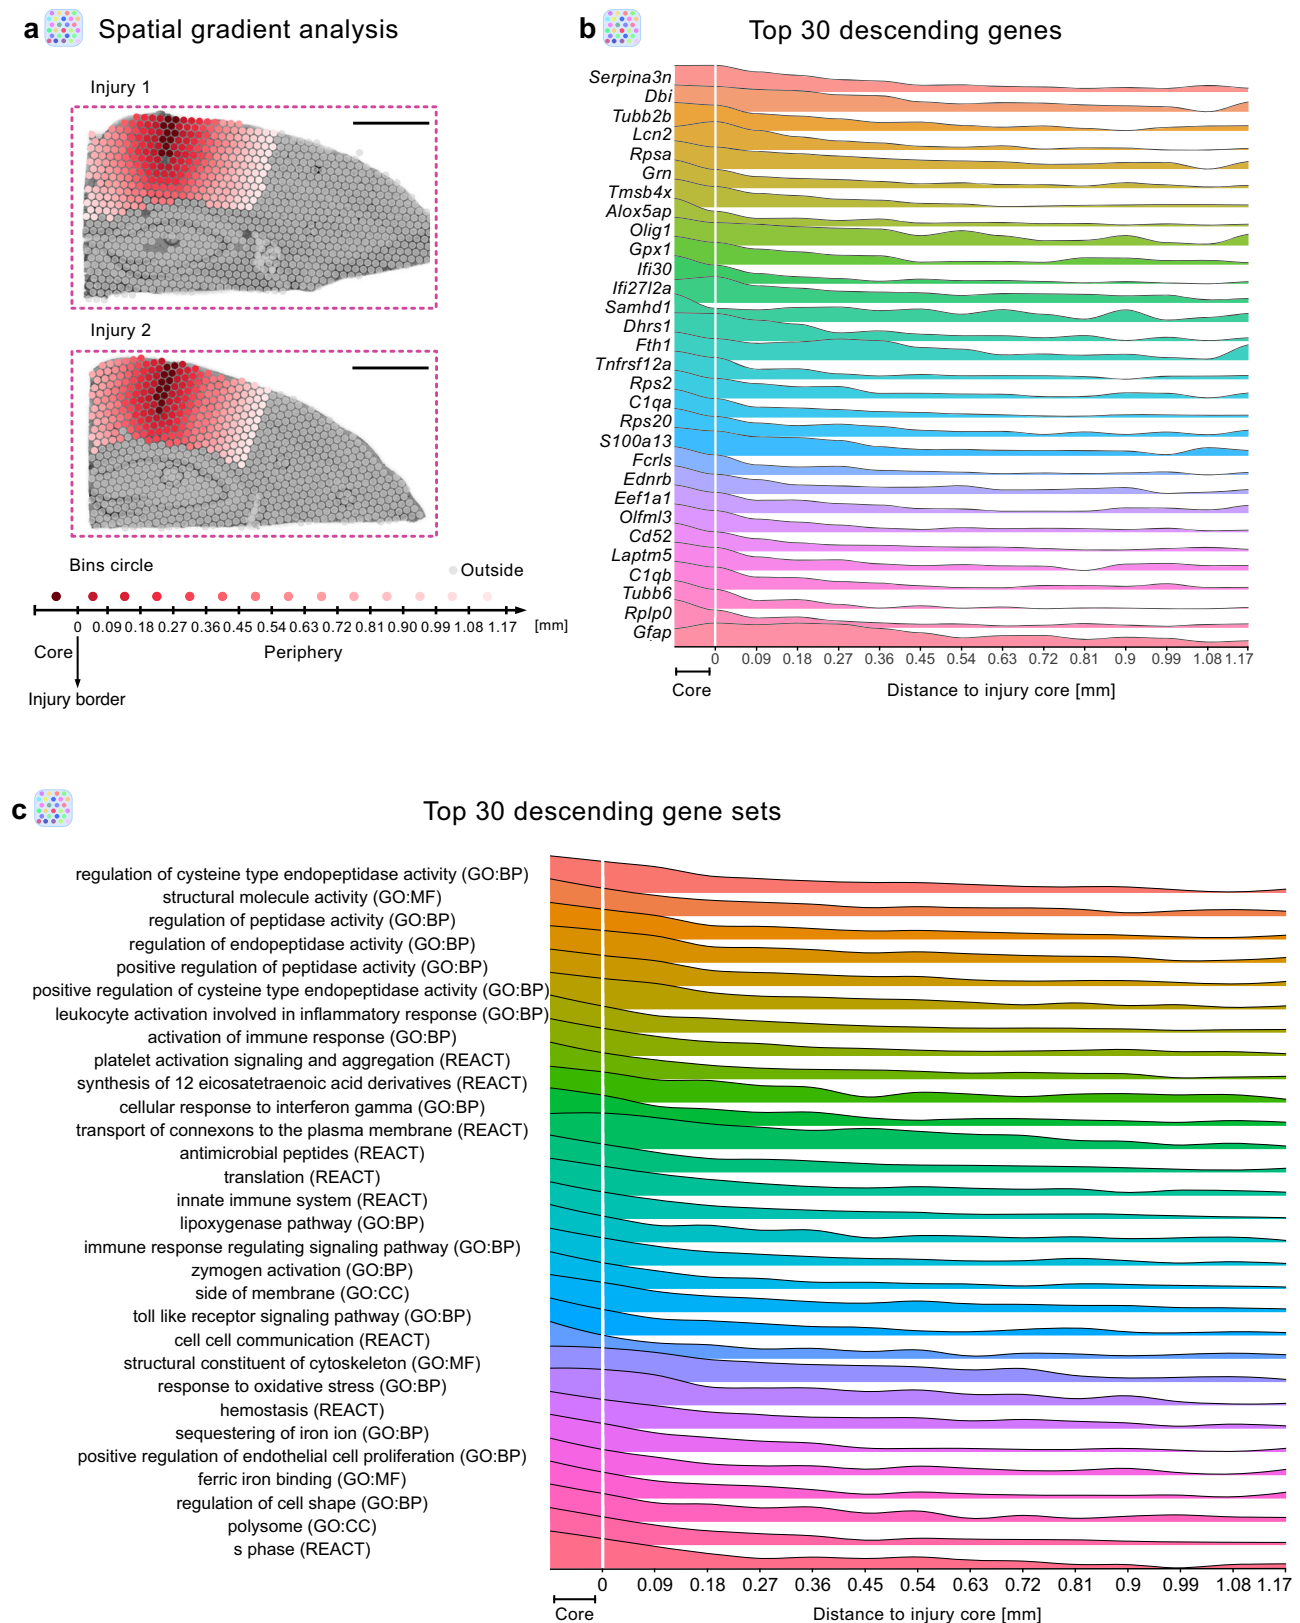 a Spatial gradient analysis
Injury 1
Injury 2
Bins circle
Outside
0 0.09 0.18 0.27 0.36 0.45 0.54 0.63 0.72 0.81 0.90 0.99 1.08 1.17 [mm]
Core Periphery
Injury border
b Top 30 descending genes
Serpina3n
Dbi
Tubb2b
Lcn2
Rpsa
Grn
Tmsb4x
Alox5ap
Olig1
Gpx1
Ifi30
Ifi27l2a
Samhd1
Dhrs1
Fth1
Tnfrsf12a
Rps2
C1qa
Rps20
S100a13
Fcrls
Ednrb
Eef1a1
Olfml3
Cd52
Laptm5
C1qb
Tubb6
Rplp0
Gfap
0 0.09 0.18 0.27 0.36 0.45 0.54 0.63 0.72 0.81 0.9 0.99 1.08 1.17
Core Distance to injury core [mm]
c Top 30 descending gene sets
regulation of cysteine type endopeptidase activity (GO:BP)
structural molecule activity (GO:MF)
regulation of peptidase activity (GO:BP)
regulation of endopeptidase activity (GO:BP)
positive regulation of peptidase activity (GO:BP)
positive regulation of cysteine type endopeptidase activity (GO:BP)
leukocyte activation involved in inflammatory response (GO:BP)
activation of immune response (GO:BP)
platelet activation signaling and aggregation (REACT)
synthesis of 12 eicosatetraenoic acid derivatives (REACT)
cellular response to interferon gamma (GO:BP)
transport of connexons to the plasma membrane (REACT)
antimicrobial peptides (REACT)
translation (REACT)
innate immune system (REACT)
lipoxygenase pathway (GO:BP)
immune response regulating signaling pathway (GO:BP)
zymogen activation (GO:BP)
side of membrane (GO:CC)
toll like receptor signaling pathway (GO:BP)
cell cell communication (REACT)
structural constituent of cytoskeleton (GO:MF)
response to oxidative stress (GO:BP)
hemostasis (REACT)
sequestering of iron ion (GO:BP)
positive regulation of endothelial cell proliferation (GO:BP)
ferric iron binding (GO:MF)
regulation of cell shape (GO:BP)
polysome (GO:CC)
s phase (REACT)
0 0.09 0.18 0.27 0.36 0.45 0.54 0.63 0.72 0.81 0.9 0.99 1.08 1.17
Core Distance to injury core [mm]